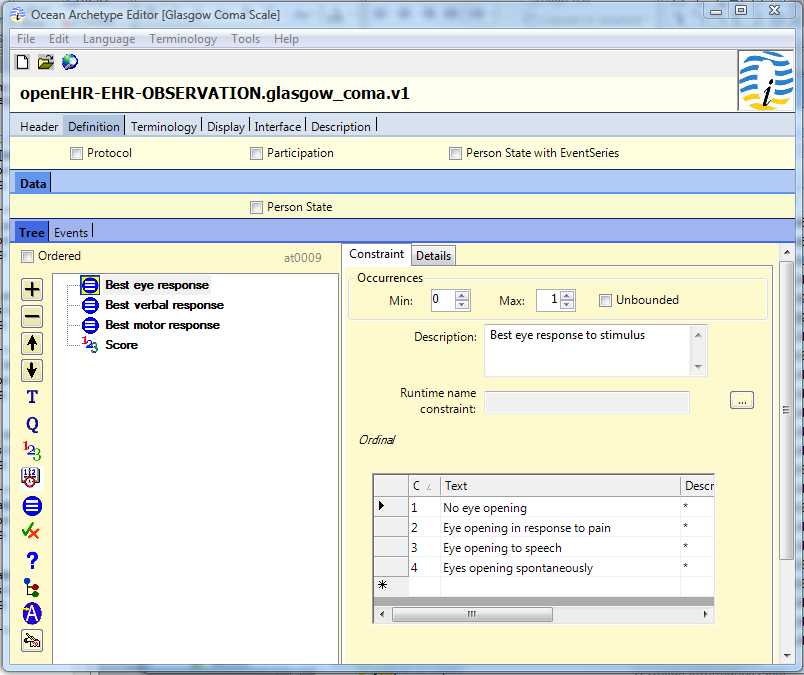 Ocean Archetype Editor [Glasgow Coma Scale]
File Edit Language Terminology Tools Help
openEHR-EHR-OBSERVATION.glasgow_coma.v1
Header Definition Terminology Display Interface Description
Protocol Participation Person State with EventSeries
Data
Person State
Tree Events
Ordered at0009
Best eye response
Best verbal response
Best motor response
Score
Constraint Details
Occurrences
Min: 0 Max: 1 Unbounded
Description: Best eye response to stimulus
Runtime name
constraint: ...
Ordinal
C Text Descr
1 No eye opening *
2 Eye opening in response to pain *
3 Eye opening to speech *
4 Eyes opening spontaneously *
T
Q
123
?
A